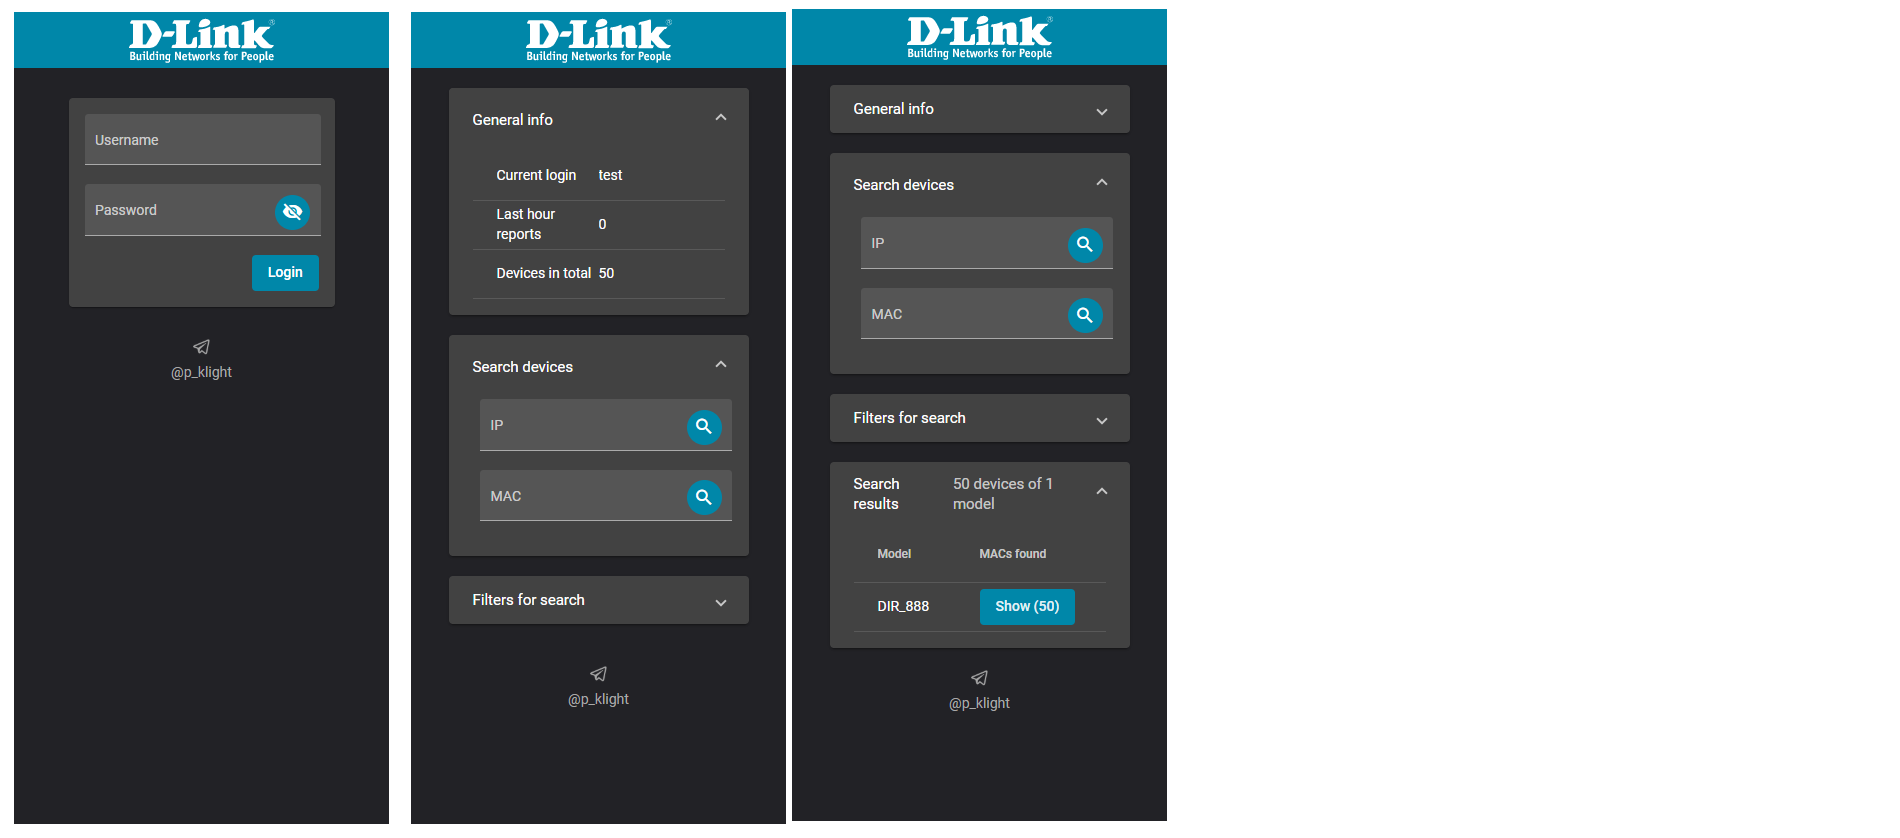 D-Link®
Building Networks for People
Username
Password
Login
@p_klight
D-Link®
Building Networks for People
General info
Current login test
Last hour
reports 0
Devices in total 50
Search devices
IP
MAC
Filters for search
@p_klight
D-Link®
Building Networks for People
General info
Search devices
IP
MAC
Filters for search
Search 50 devices of 1
results model
Model MACs found
DIR_888 Show (50)
@p_klight